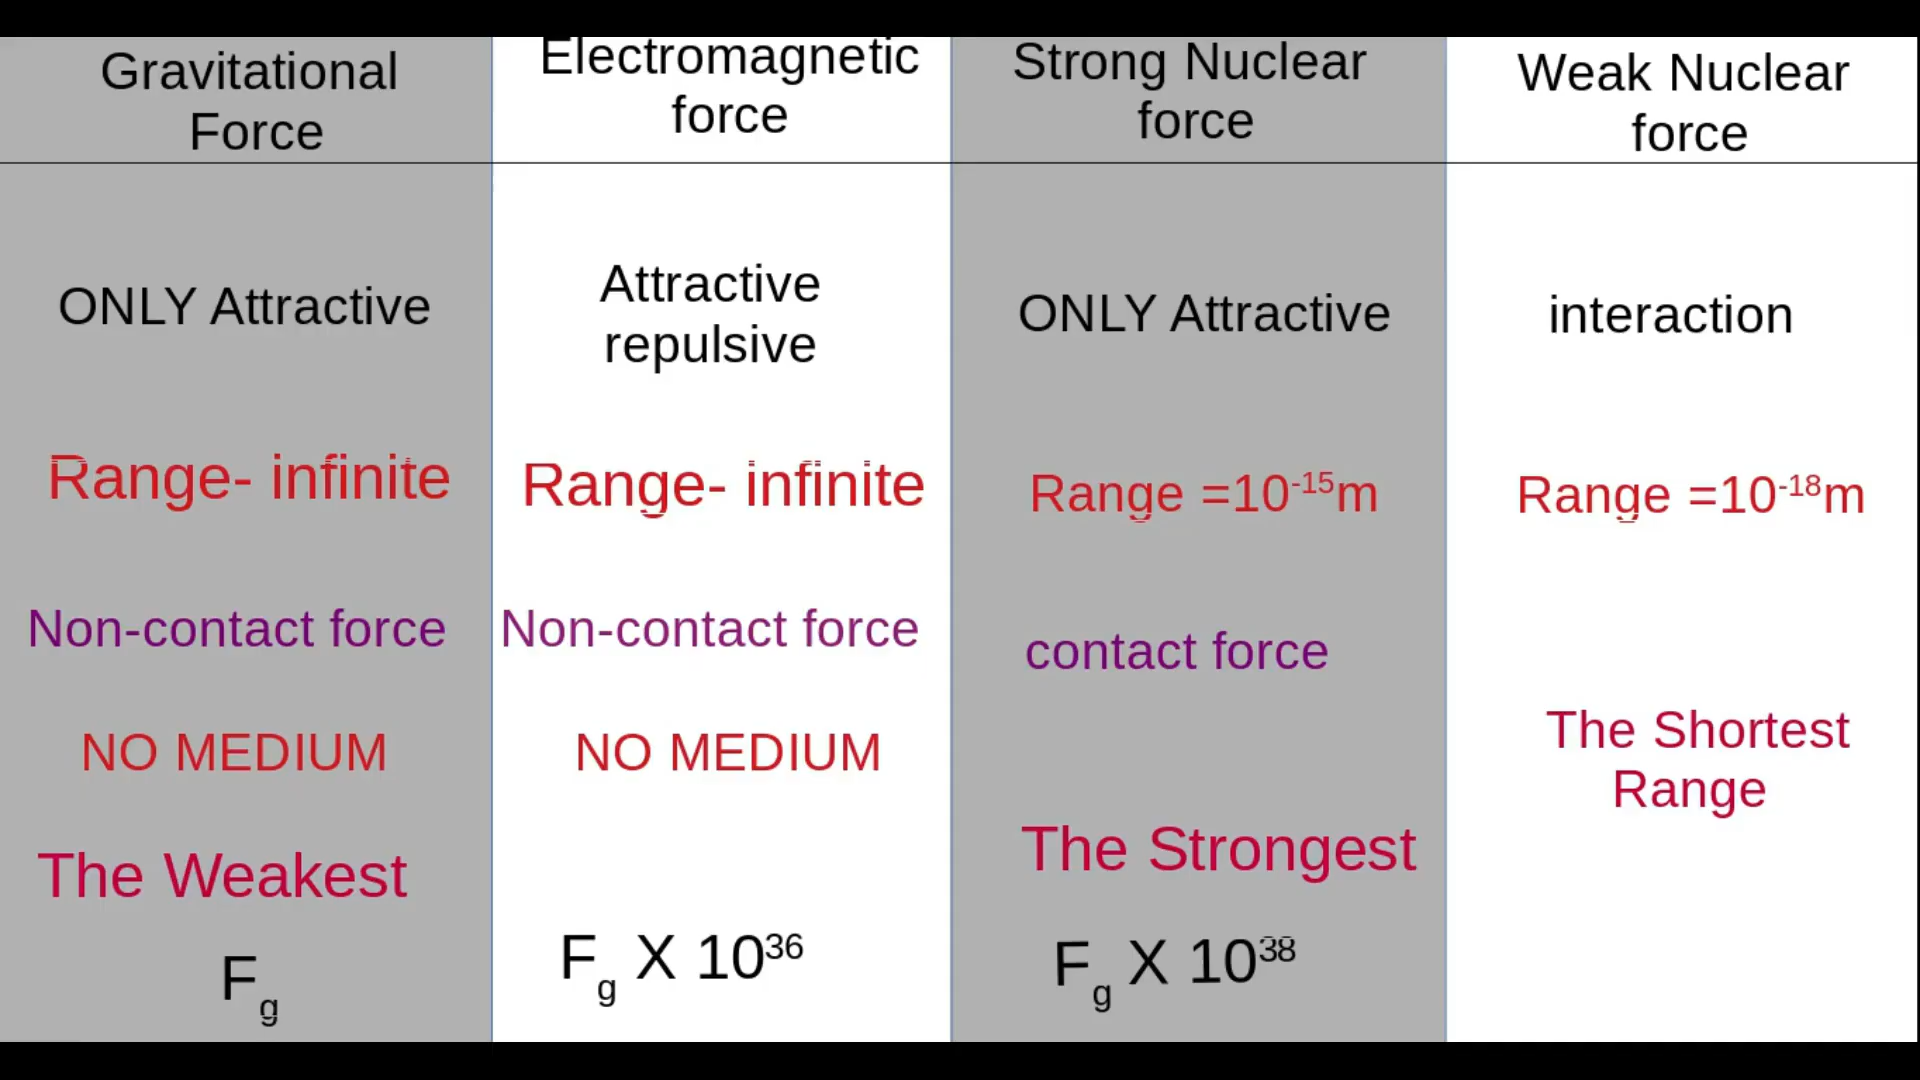 Gravitational
Force
Electromagnetic
force
Strong Nuclear
force
Weak Nuclear
force
ONLY Attractive
Attractive
repulsive
ONLY Attractive
interaction
Range- infinite
Range- infinite
Range =10⁻¹⁵m
Range =10⁻¹⁸m
Non-contact force
Non-contact force
contact force
NO MEDIUM
NO MEDIUM
The Shortest
Range
The Weakest
The Strongest
Fg
Fg X 10³⁶
Fg X 10³⁸